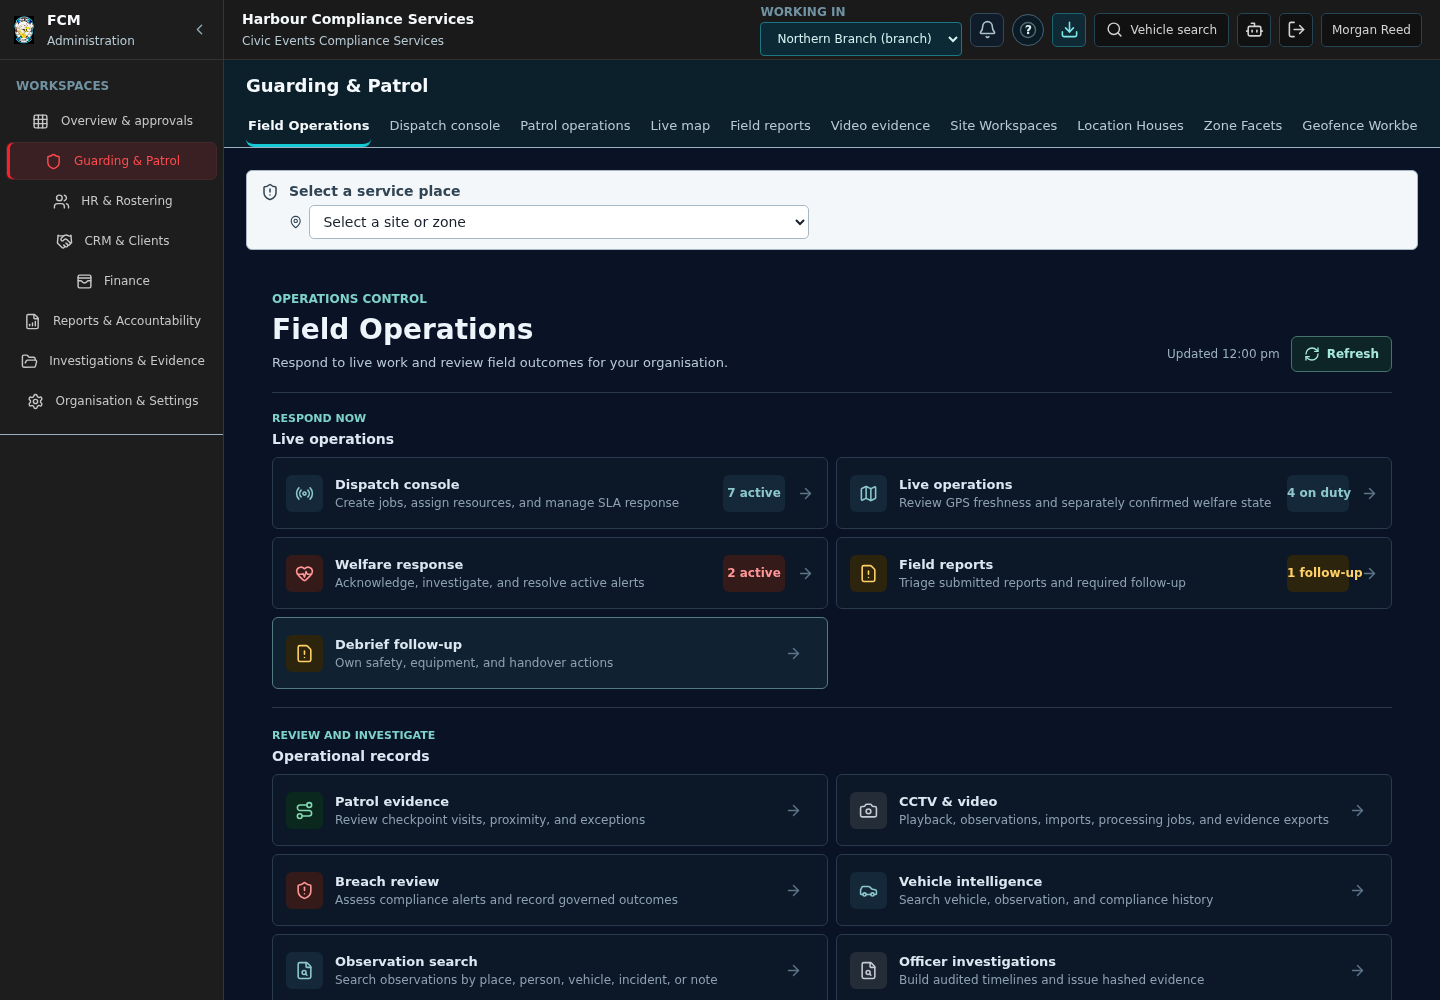 FCM
Administration
WORKSPACES
Overview & approvals
Guarding & Patrol
HR & Rostering
CRM & Clients
Finance
Reports & Accountability
Investigations & Evidence
Organisation & Settings
Harbour Compliance Services
Civic Events Compliance Services
WORKING IN
Northern Branch (branch)
?
Vehicle search
Morgan Reed
Guarding & Patrol
Field Operations
Dispatch console
Patrol operations
Live map
Field reports
Video evidence
Site Workspaces
Location Houses
Zone Facets
Geofence Workbe
Select a service place
Select a site or zone
OPERATIONS CONTROL
Field Operations
Respond to live work and review field outcomes for your organisation.
Updated 12:00 pm
Refresh
RESPOND NOW
Live operations
Dispatch console
Create jobs, assign resources, and manage SLA response
7 active
Live operations
Review GPS freshness and separately confirmed welfare state
4 on duty
Welfare response
Acknowledge, investigate, and resolve active alerts
2 active
Field reports
Triage submitted reports and required follow-up
1 follow-up
Debrief follow-up
Own safety, equipment, and handover actions
REVIEW AND INVESTIGATE
Operational records
Patrol evidence
Review checkpoint visits, proximity, and exceptions
CCTV & video
Playback, observations, imports, processing jobs, and evidence exports
Breach review
Assess compliance alerts and record governed outcomes
Vehicle intelligence
Search vehicle, observation, and compliance history
Observation search
Search observations by place, person, vehicle, incident, or note
Officer investigations
Build audited timelines and issue hashed evidence